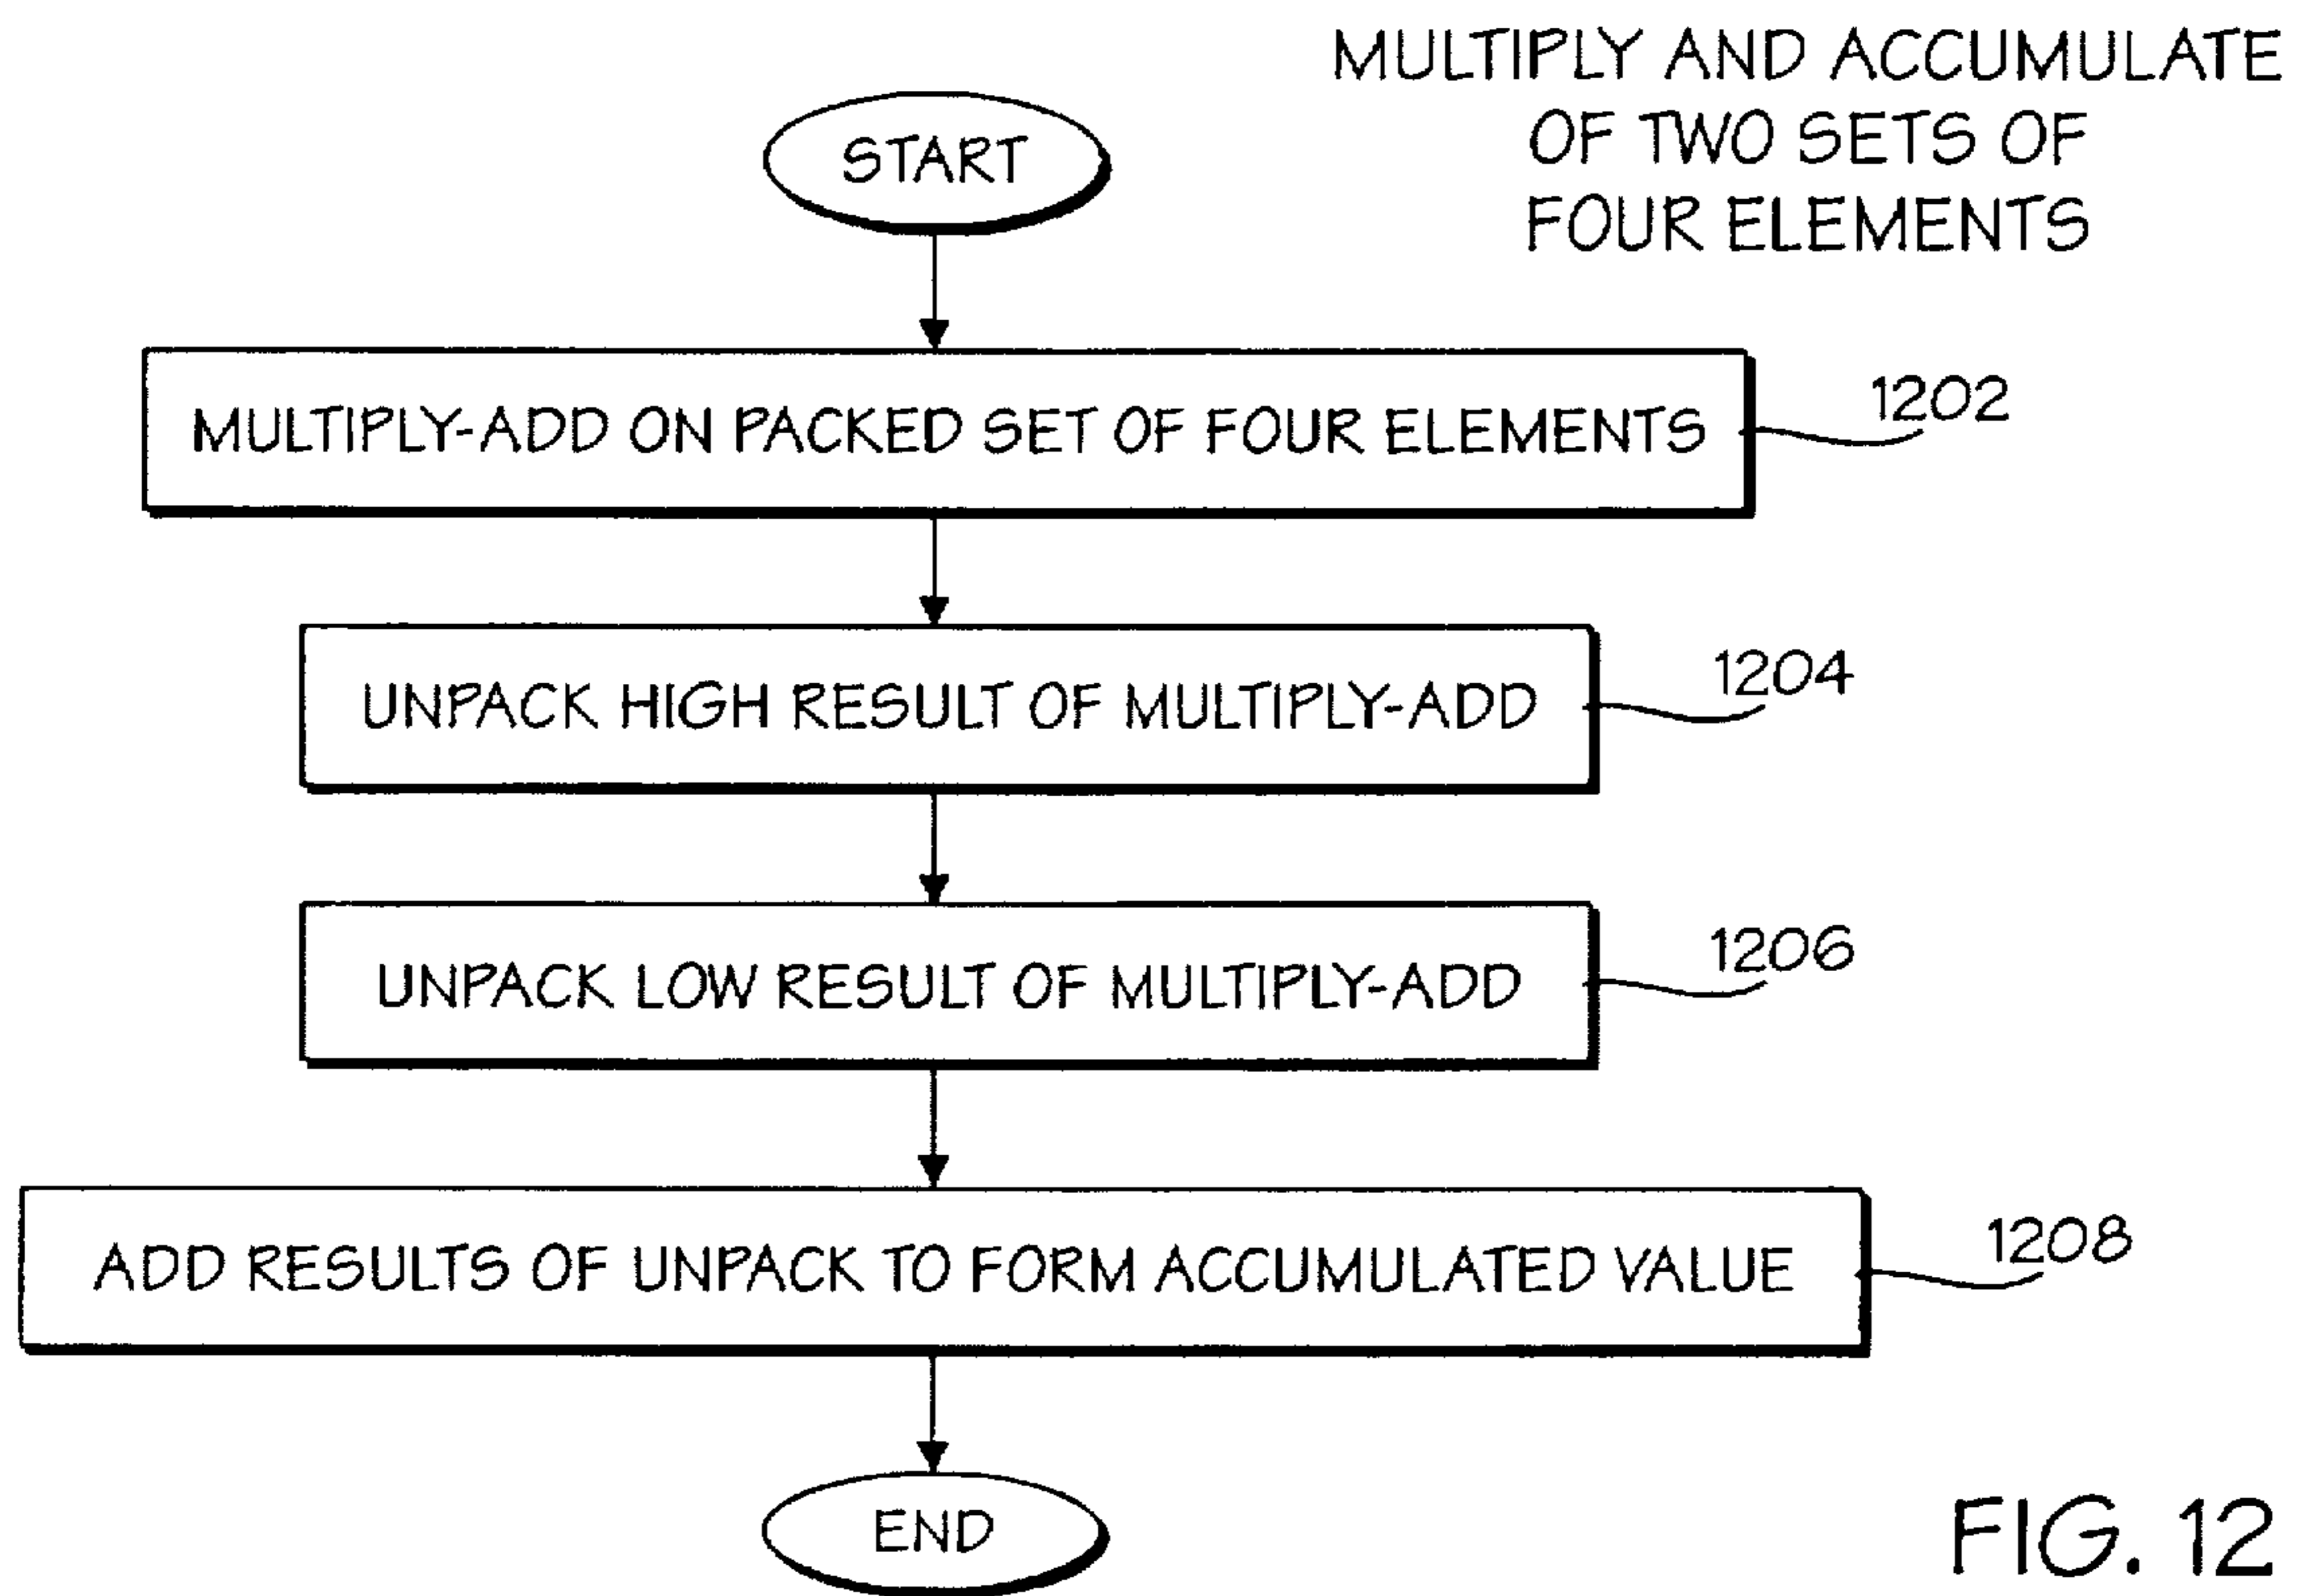 MULTIPLY AND ACCUMULATE
OF TWO SETS OF
FOUR ELEMENTS
START
MULTIPLY-ADD ON PACKED SET OF FOUR ELEMENTS
1202
UNPACK HIGH RESULT OF MULTIPLY-ADD
1204
UNPACK LOW RESULT OF MULTIPLY-ADD
1206
ADD RESULTS OF UNPACK TO FORM ACCUMULATED VALUE
1208
END
FIG. 12